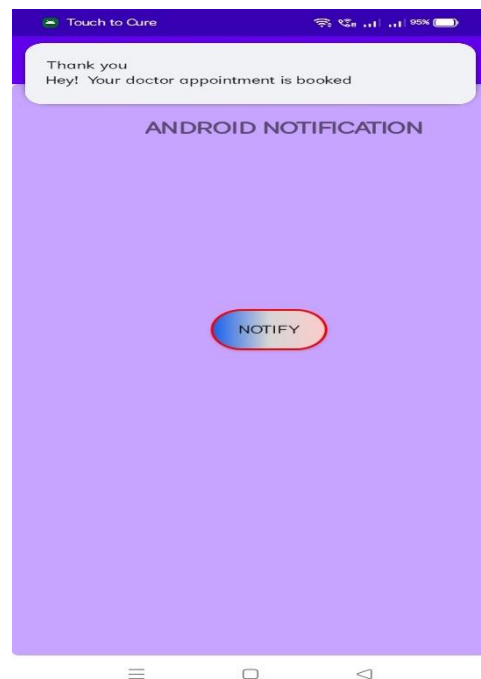 Touch to Cure 95%
Thank you
Hey! Your doctor appointment is booked
ANDROID NOTIFICATION
NOTIFY